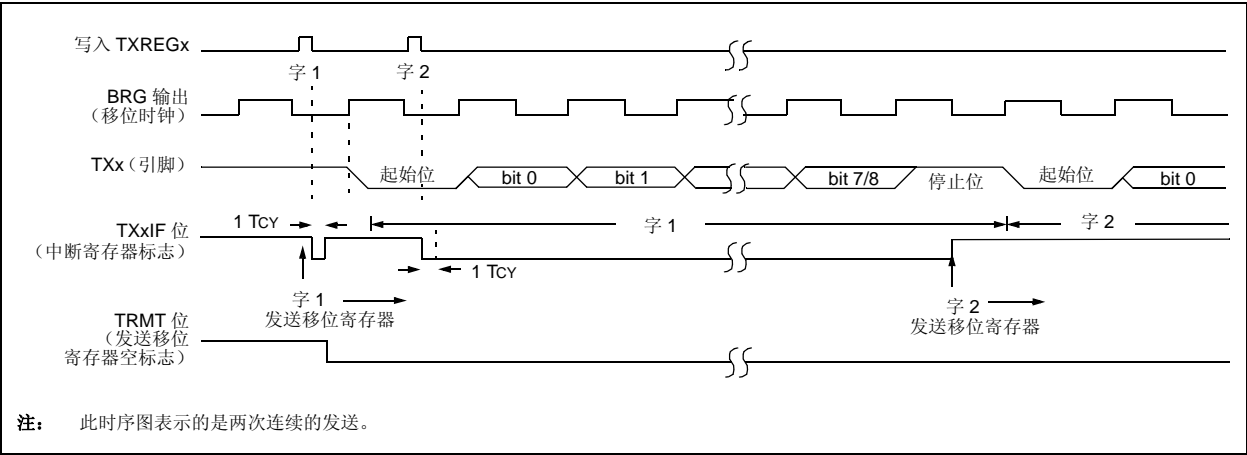 写入 TXREGx
字 1
字 2
BRG 输出
（移位时钟）
TXx（引脚）
起始位
bit 0
bit 1
bit 7/8
停止位
起始位
bit 0
TXxIF 位
（中断寄存器标志）
1 TCY
字 1
字 2
1 TCY
字 1
发送移位寄存器
字 2
发送移位寄存器
TRMT 位
（发送移位
寄存器空标志）
注： 此时序图表示的是两次连续的发送。